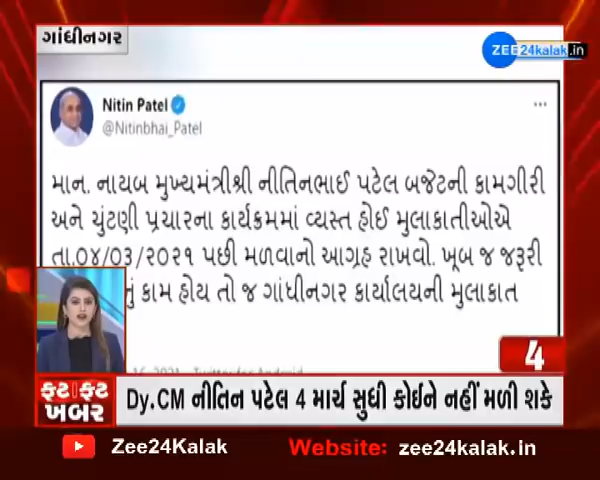 ગાંધીનગર
ZEE24kalak.in
Nitin Patel
@Nitinbhai_Patel
માન. નાયબ મુખ્યમંત્રીશ્રી નીતિનભાઈ પટેલ બજેટની કામગીરી
અને ચુંટણી પ્રચારના કાર્યક્રમમાં વ્યસ્ત હોઈ મુલાકાતીઓએ
તા.૦૪/૦૩/૨૦૨૧ પછી મળવાનો આગ્રહ રાખવો. ખૂબ જ જરૂરી
કામ હોય તો જ ગાંધીનગર કાર્યાલયની મુલાકાત
4
ફટાફટ
ખબર
Dy.CM નીતિન પટેલ 4 માર્ચ સુધી કોઈને નહીં મળી શકે
Zee24Kalak
Website: zee24kalak.in